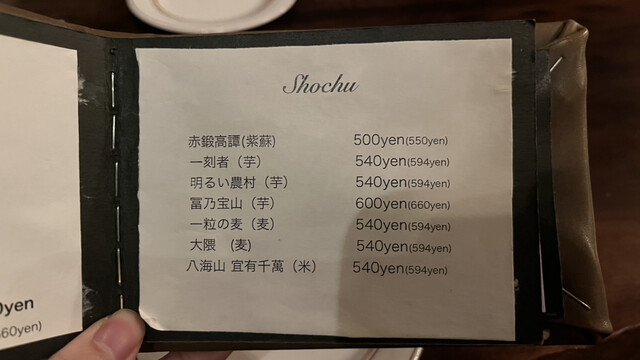 Shochu
赤鍛高譚(紫蘇) 500yen(550yen)
一刻者（芋） 540yen(594yen)
明るい農村（芋） 540yen(594yen)
冨乃宝山（芋） 600yen(660yen)
一粒の麦（麦） 540yen(594yen)
大隈 (麦) 540yen(594yen)
八海山 宜有千萬（米） 540yen(594yen)
0yen
60yen)